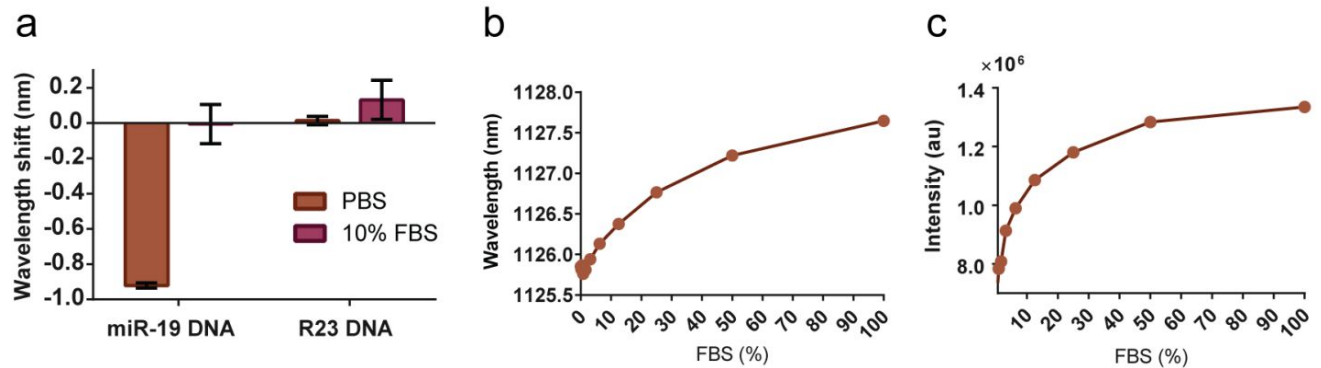 a
Wavelength shift (nm)
0.2
0.0
-0.2
-0.4
-0.6
-0.8
-1.0
PBS
10% FBS
miR-19 DNA
R23 DNA
b
Wavelength (nm)
1128.0
1127.5
1127.0
1126.5
1126.0
1125.5
0 10 20 30 40 50 60 70 80 90 100
FBS (%)
c
×10⁶
Intensity (au)
1.4
1.2
1.0
8.0
10 20 30 40 50 60 70 80 90 100
FBS (%)